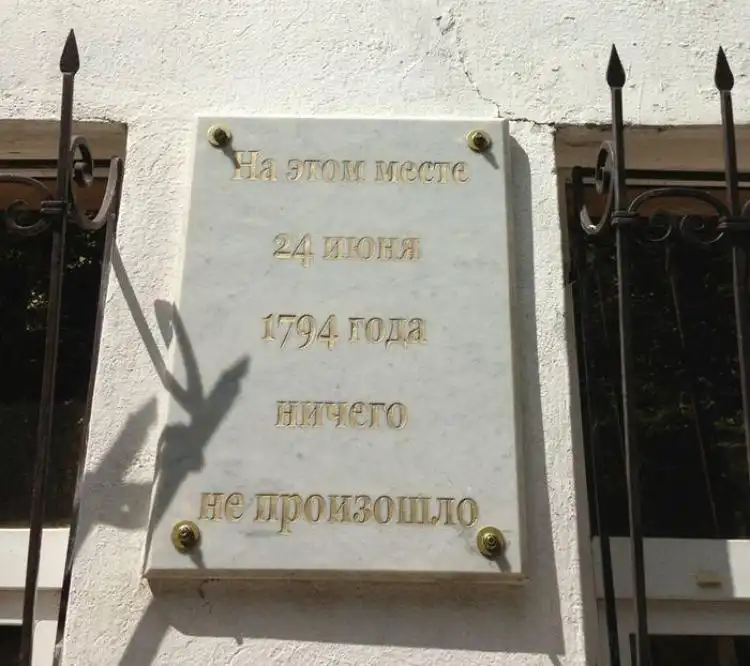 На этом месте
24 июня
1794 года
ничего
не произошло